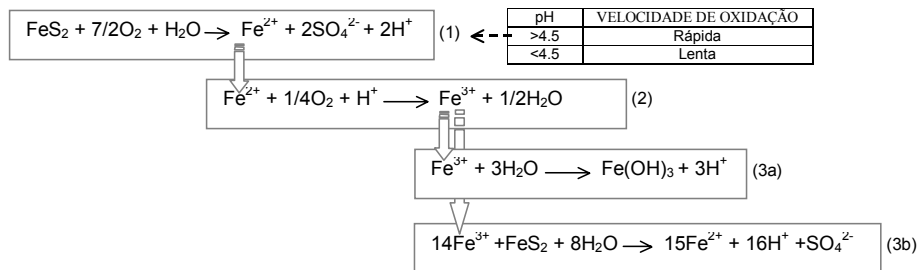 FeS₂ + 7/2O₂ + H₂O → Fe²⁺ + 2SO₄²⁻ + 2H⁺ (1)
pH VELOCIDADE DE OXIDAÇÃO
>4.5 Rápida
<4.5 Lenta
Fe²⁺ + 1/4O₂ + H⁺ → Fe³⁺ + 1/2H₂O (2)
Fe³⁺ + 3H₂O → Fe(OH)₃ + 3H⁺ (3a)
14Fe³⁺ +FeS₂ + 8H₂O → 15Fe²⁺ + 16H⁺ +SO₄²⁻ (3b)